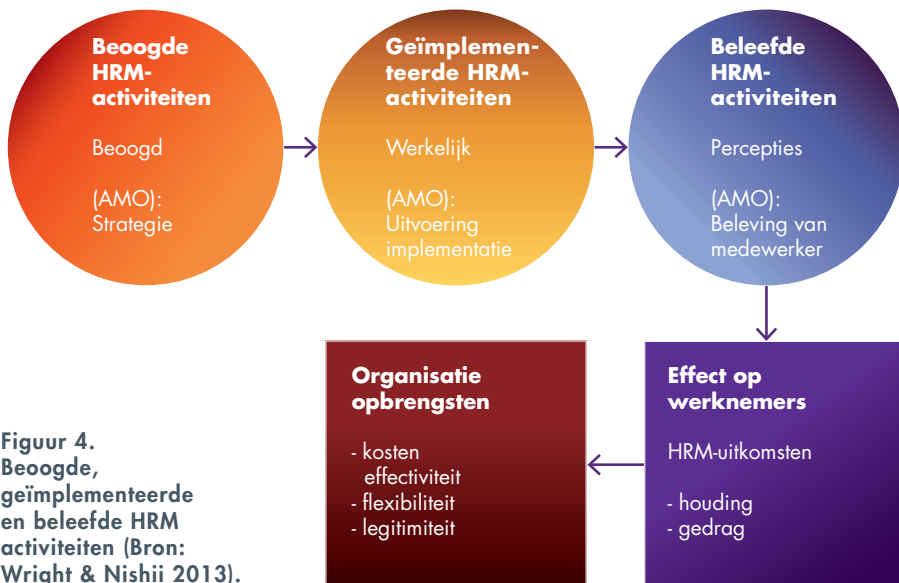 Beoogde
HRM-
activiteiten
Beoogd
(AMO):
Strategie
Geïmplemen-
teerde HRM-
activiteiten
Werkelijk
(AMO):
Uitvoering
implementatie
Beleefde
HRM-
activiteiten
Percepties
(AMO):
Beleving van
medewerker
Effect op
werknemers
HRM-uitkomsten
- houding
- gedrag
Organisatie
opbrengsten
- kosten
effectiviteit
- flexibiliteit
- legitimiteit
Figuur 4.
Beoogde,
geïmplementeerde
en beleefde HRM
activiteiten (Bron:
Wright & Nishii 2013).